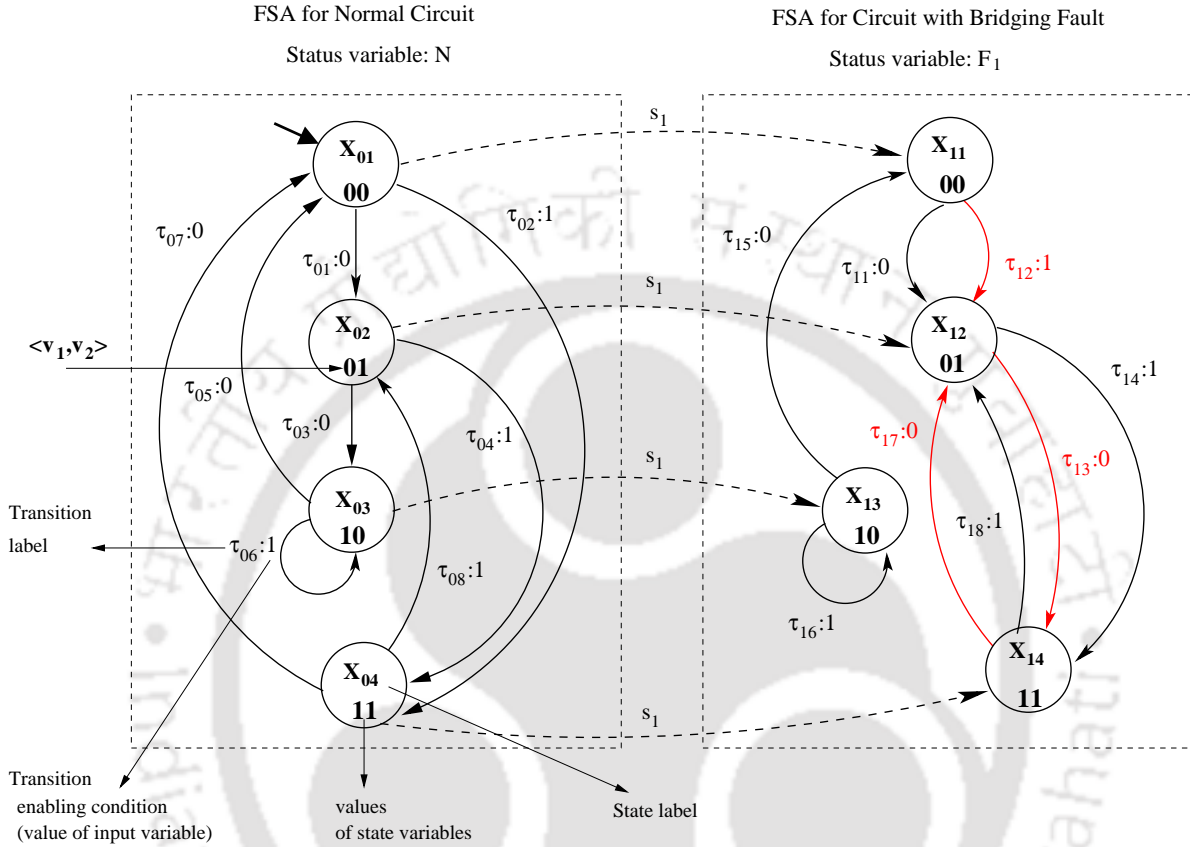 FSA for Normal Circuit
Status variable: N
FSA for Circuit with Bridging Fault
Status variable: F₁
X₀₁
00
X₁₁
00
s₁
τ₀₇:0
τ₀₂:1
τ₀₁:0
τ₁₅:0
τ₁₁:0
τ₁₂:1
<v₁,v₂>
X₀₂
01
s₁
X₁₂
01
τ₀₅:0
τ₀₃:0
τ₀₄:1
τ₁₄:1
τ₁₇:0
τ₁₃:0
X₀₃
10
s₁
X₁₃
10
Transition
label
τ₀₆:1
τ₀₈:1
τ₁₈:1
τ₁₆:1
X₀₄
11
s₁
X₁₄
11
Transition
enabling condition
(value of input variable)
values
of state variables
State label